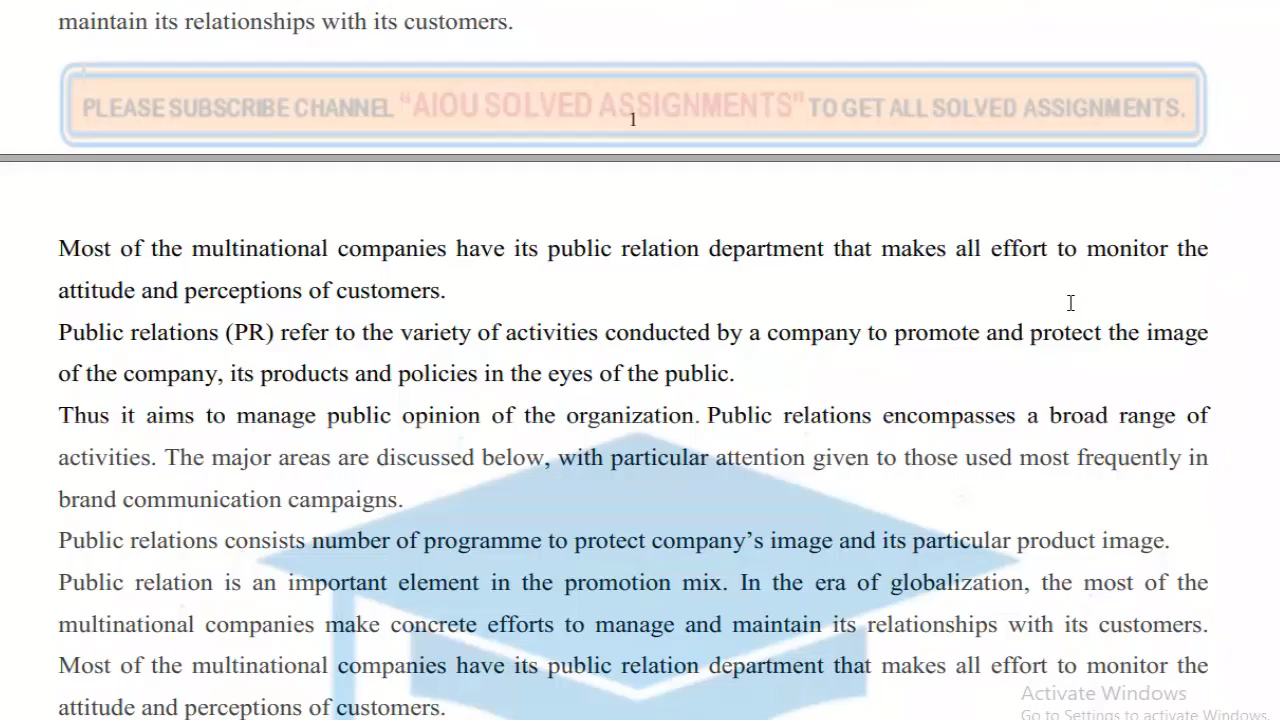 maintain its relationships with its customers.
PLEASE SUBSCRIBE CHANNEL "AIOU SOLVED ASSIGNMENTS" TO GET ALL SOLVED ASSIGNMENTS.
1
Most of the multinational companies have its public relation department that makes all effort to monitor the
attitude and perceptions of customers.
Public relations (PR) refer to the variety of activities conducted by a company to promote and protect the image
of the company, its products and policies in the eyes of the public.
Thus it aims to manage public opinion of the organization. Public relations encompasses a broad range of
activities. The major areas are discussed below, with particular attention given to those used most frequently in
brand communication campaigns.
Public relations consists number of programme to protect company’s image and its particular product image.
Public relation is an important element in the promotion mix. In the era of globalization, the most of the
multinational companies make concrete efforts to manage and maintain its relationships with its customers.
Most of the multinational companies have its public relation department that makes all effort to monitor the
attitude and perceptions of customers.
Activate Windows
Go to Settings to activate Windows.